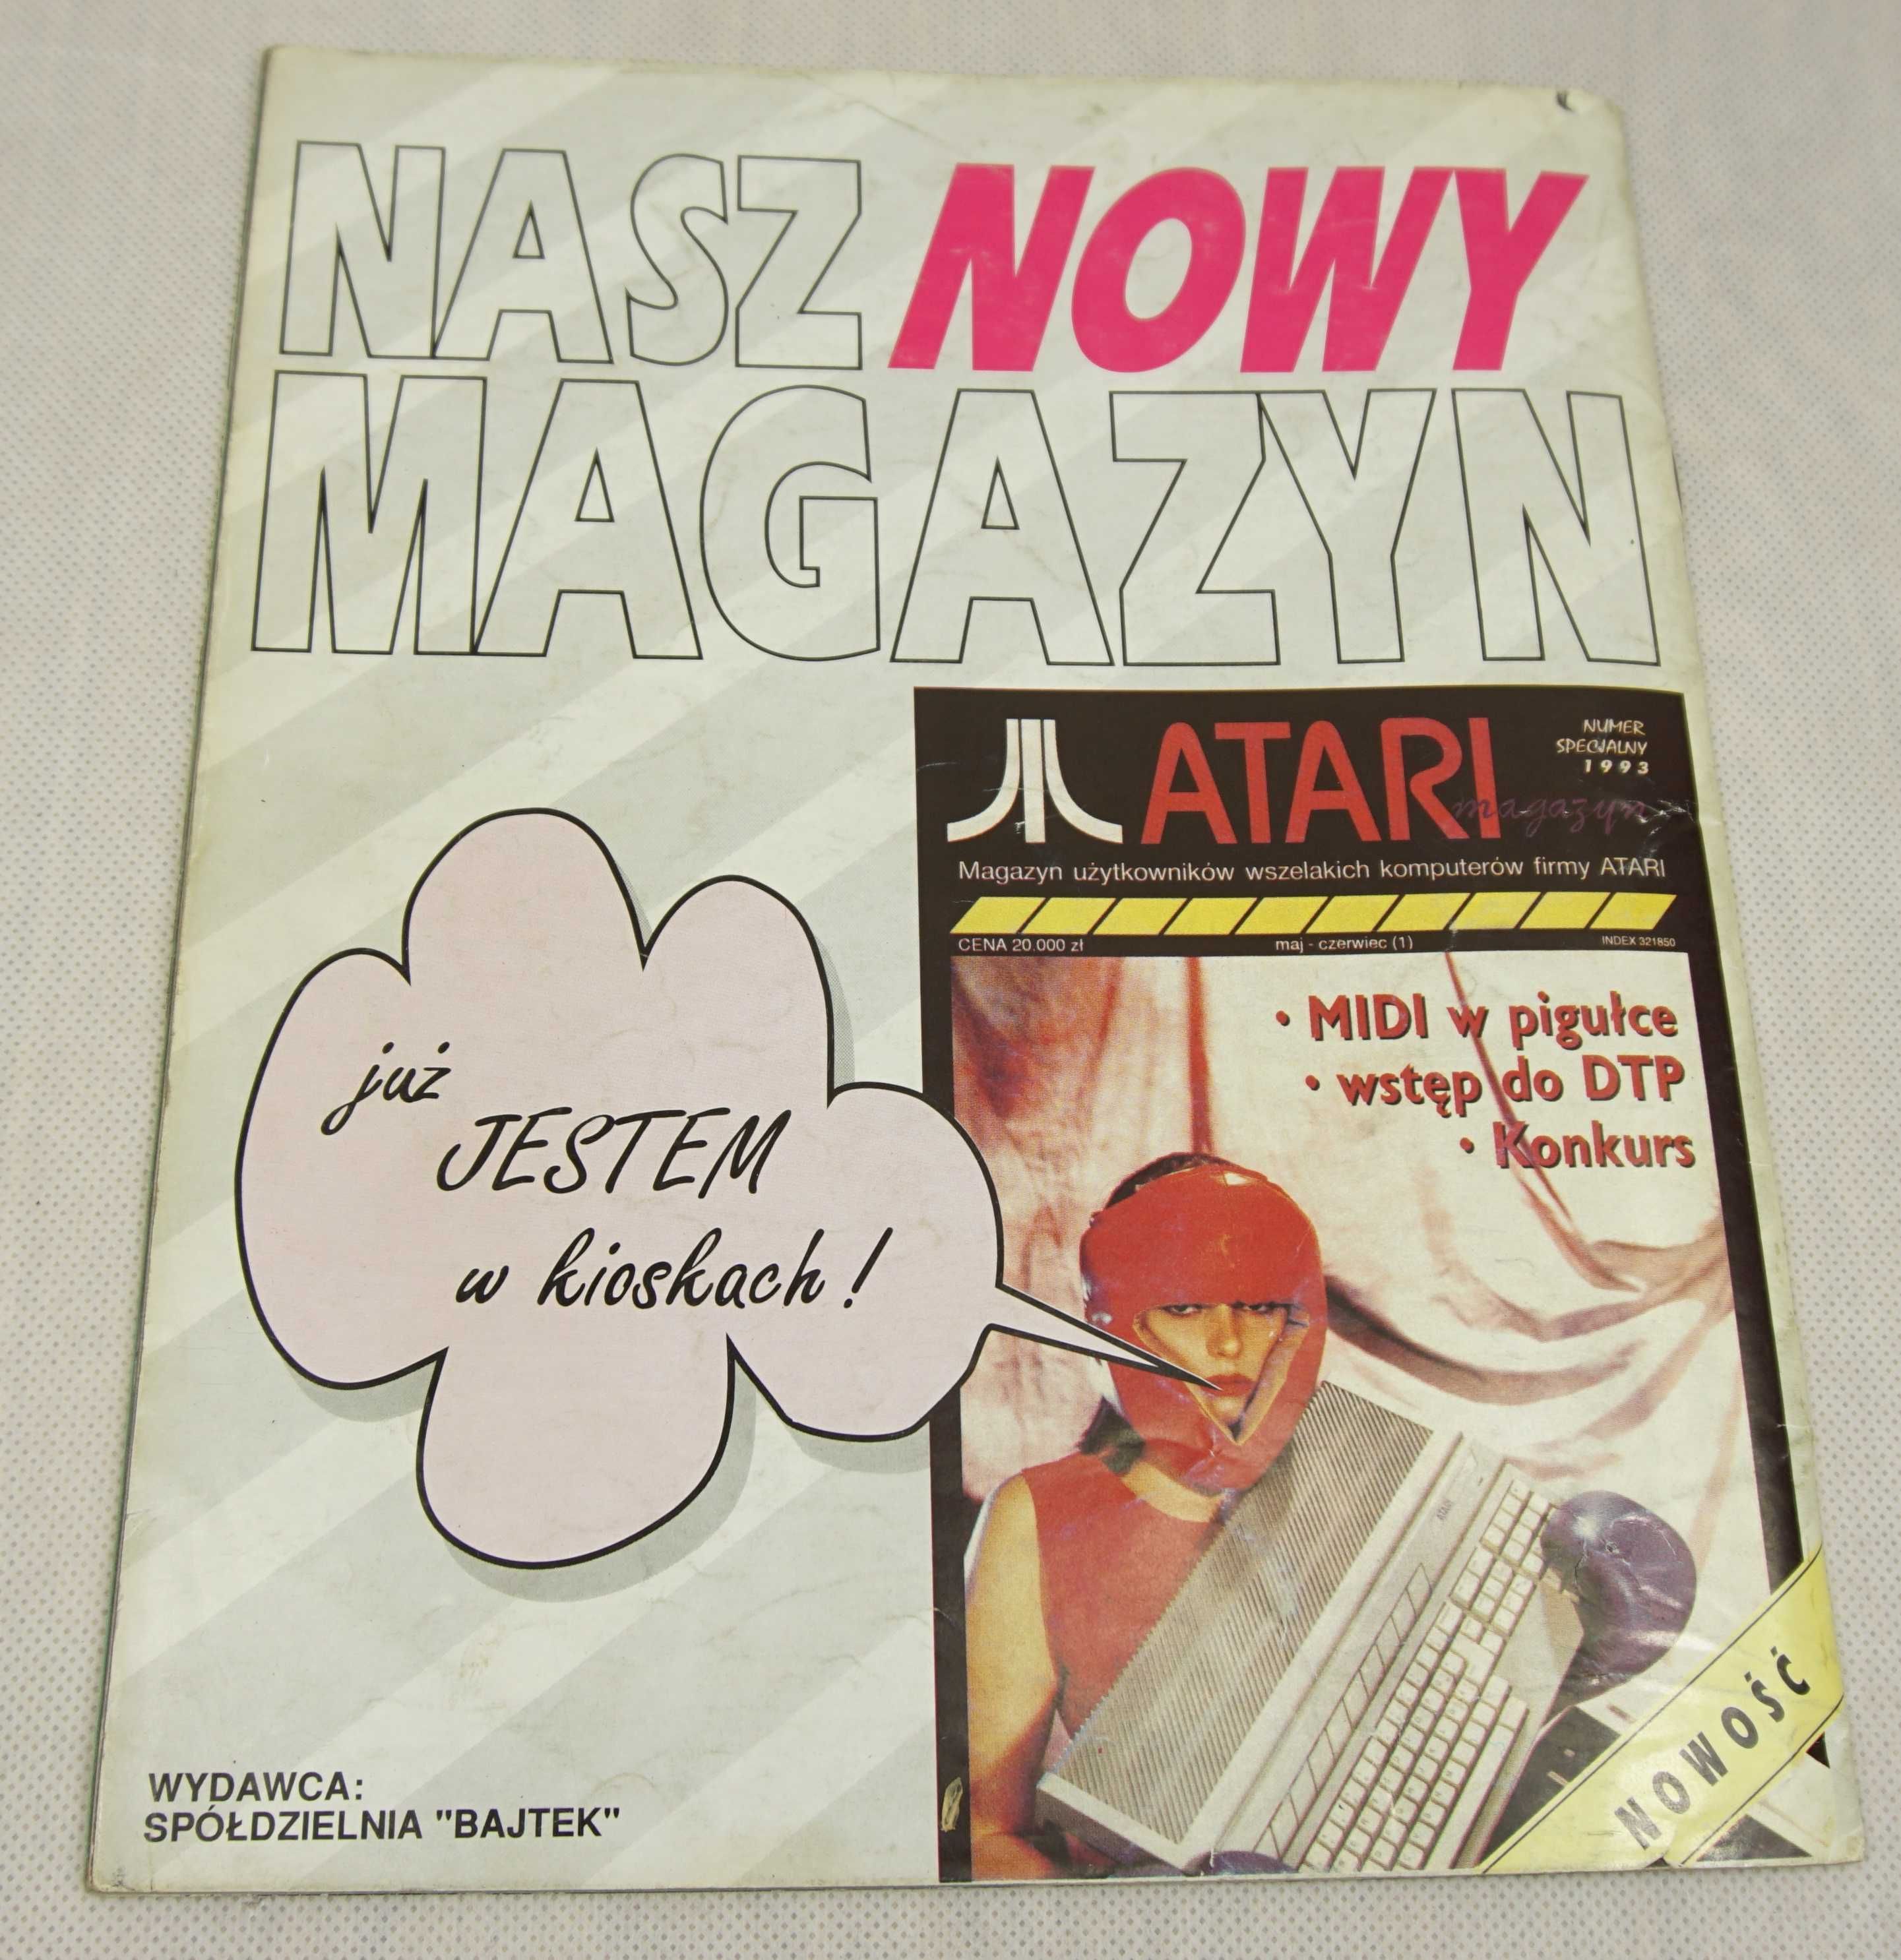 NASZ NOWY
MAGAZYN
ATARI
magazyn
NUMER
SPECJALNY
1993
Magazyn użytkowników wszelakich komputerów firmy ATARI
CENA 20.000 zł maj - czerwiec (1) INDEX 321850
• MIDI w pigułce
• wstęp do DTP
• Konkurs
już
JESTEM
w kioskach!
NOWOŚĆ
WYDAWCA:
SPÓŁDZIELNIA "BAJTEK"